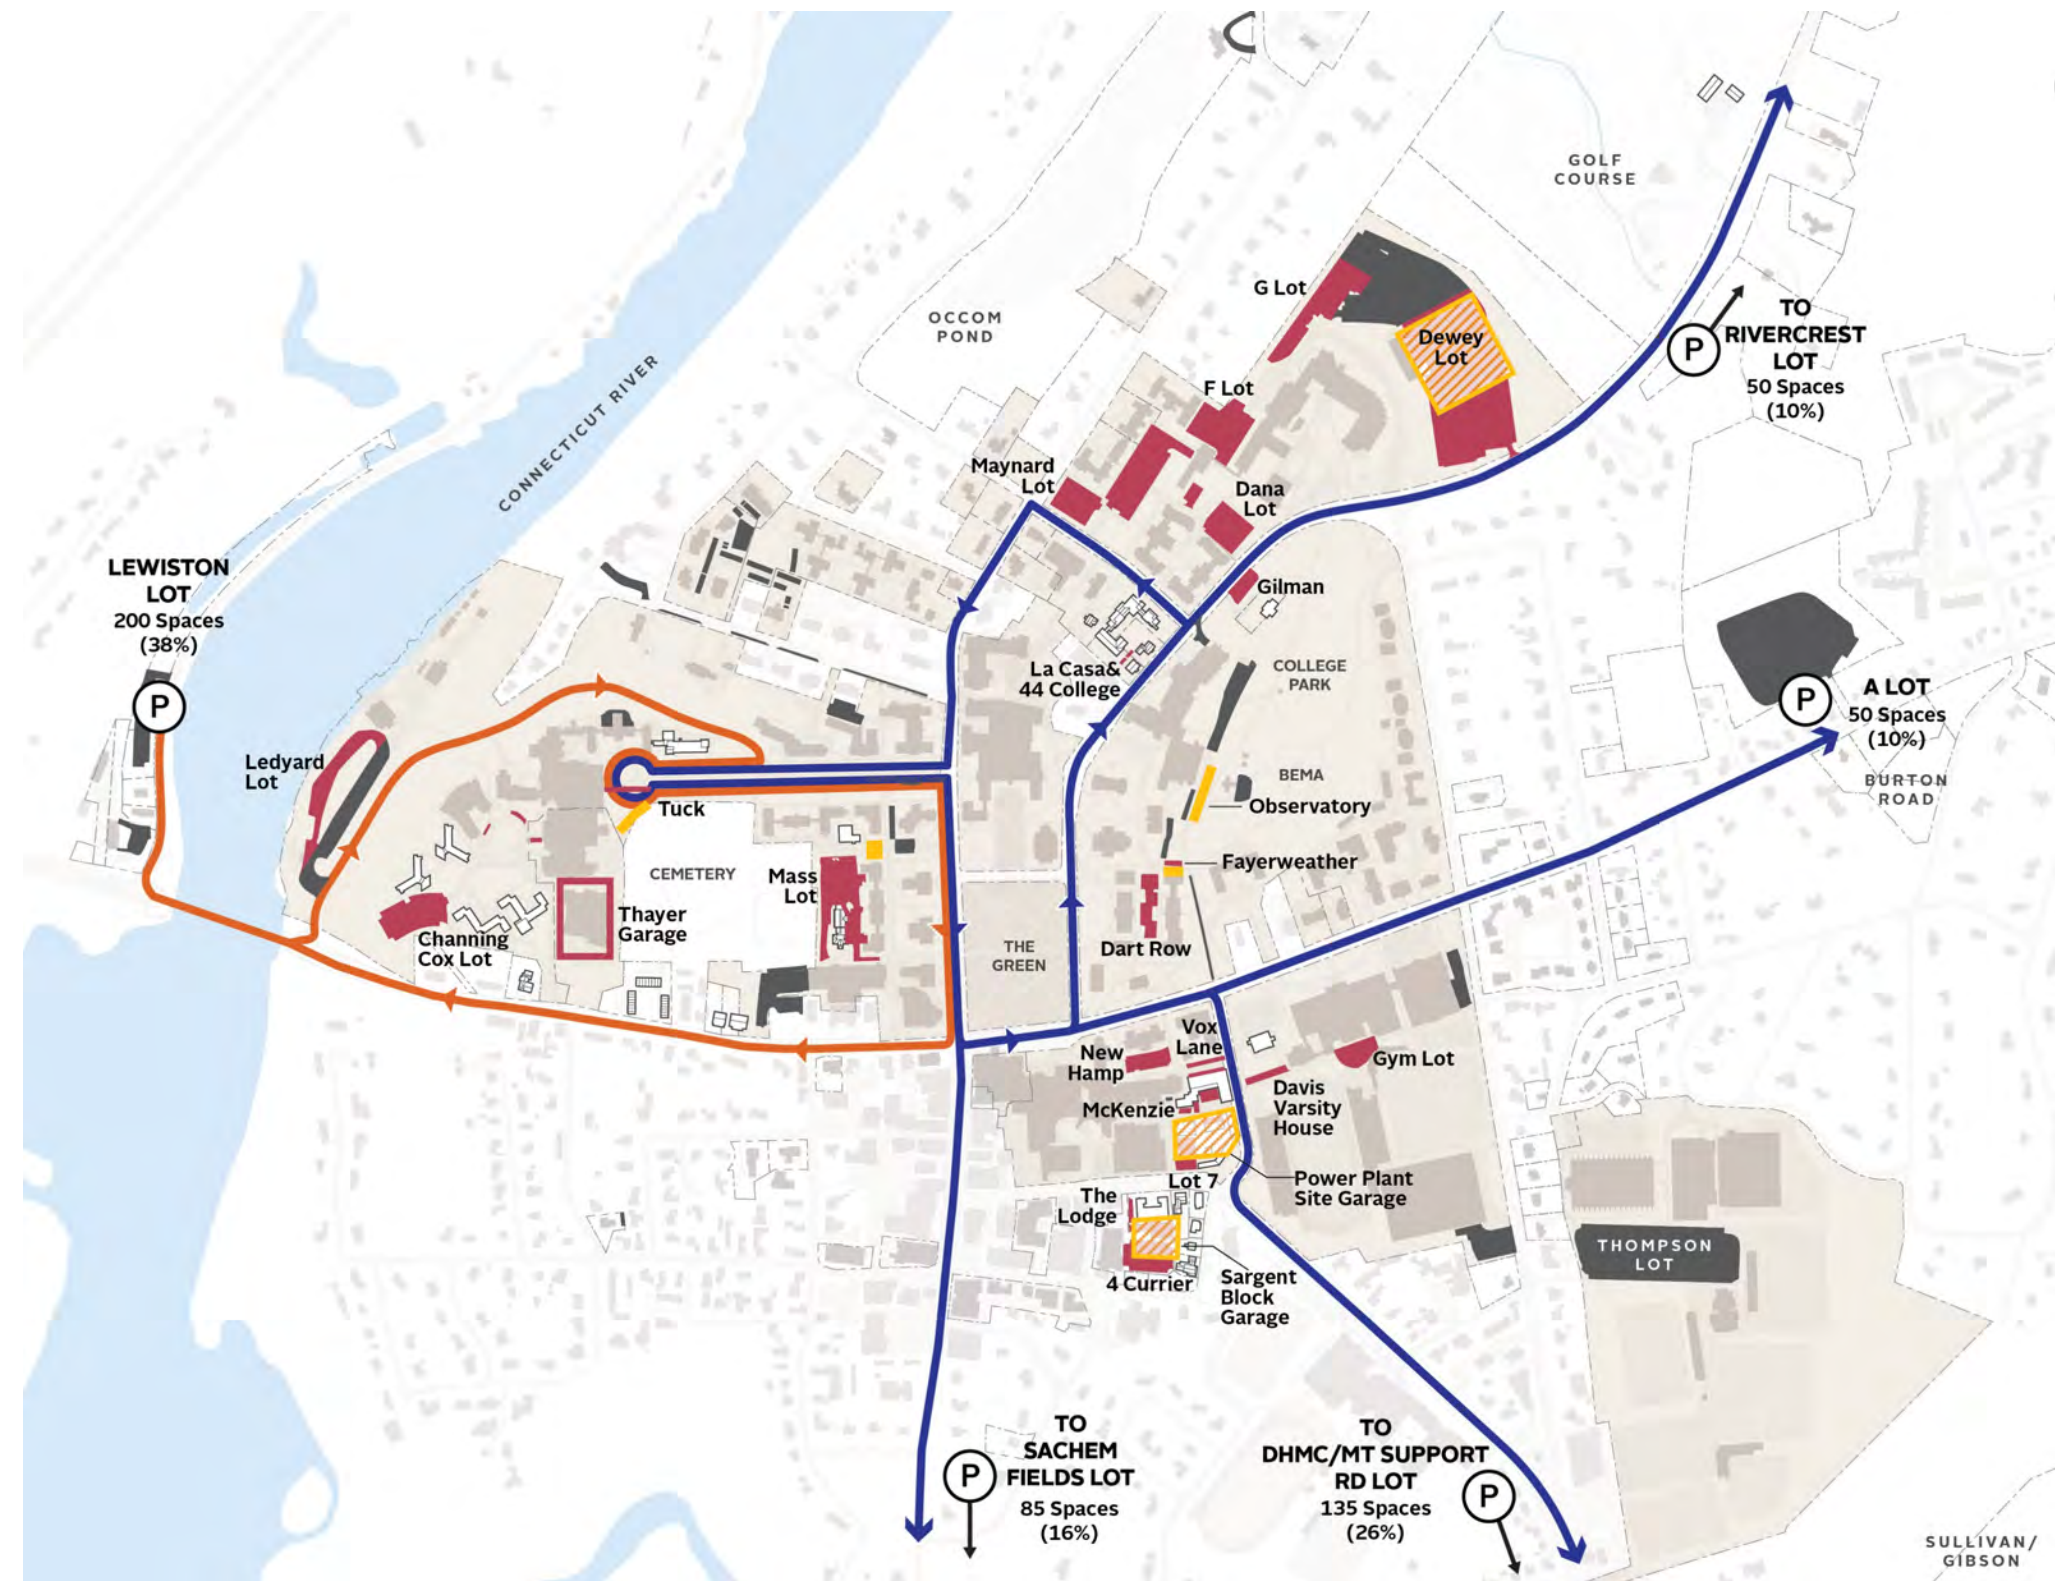 GOLF
COURSE
G Lot
TO
RIVERCREST
LOT
50 Spaces
(10%)
P
OCCOM
POND
Dewey
Lot
F Lot
CONNECTICUT RIVER
Maynard
Lot
Dana
Lot
LEWISTON
LOT
200 Spaces
(38%)
P
Gilman
La Casa&
44 College
COLLEGE
PARK
A LOT
50 Spaces
(10%)
P
BURTON
ROAD
Ledyard
Lot
BEMA
Observatory
Tuck
CEMETERY
Mass
Lot
Fayerweather
Thayer
Garage
Channing
Cox Lot
THE
GREEN
Dart Row
Vox
Lane
New
Hamp
Gym Lot
Davis
Varsity
House
McKenzie
Lot 7
Power Plant
Site Garage
The
Lodge
THOMPSON
LOT
4 Currier
Sargent
Block
Garage
TO
SACHEM
FIELDS LOT
85 Spaces
(16%)
P
TO
DHMC/MT SUPPORT
RD LOT
135 Spaces
(26%)
P
SULLIVAN/
GIBSON